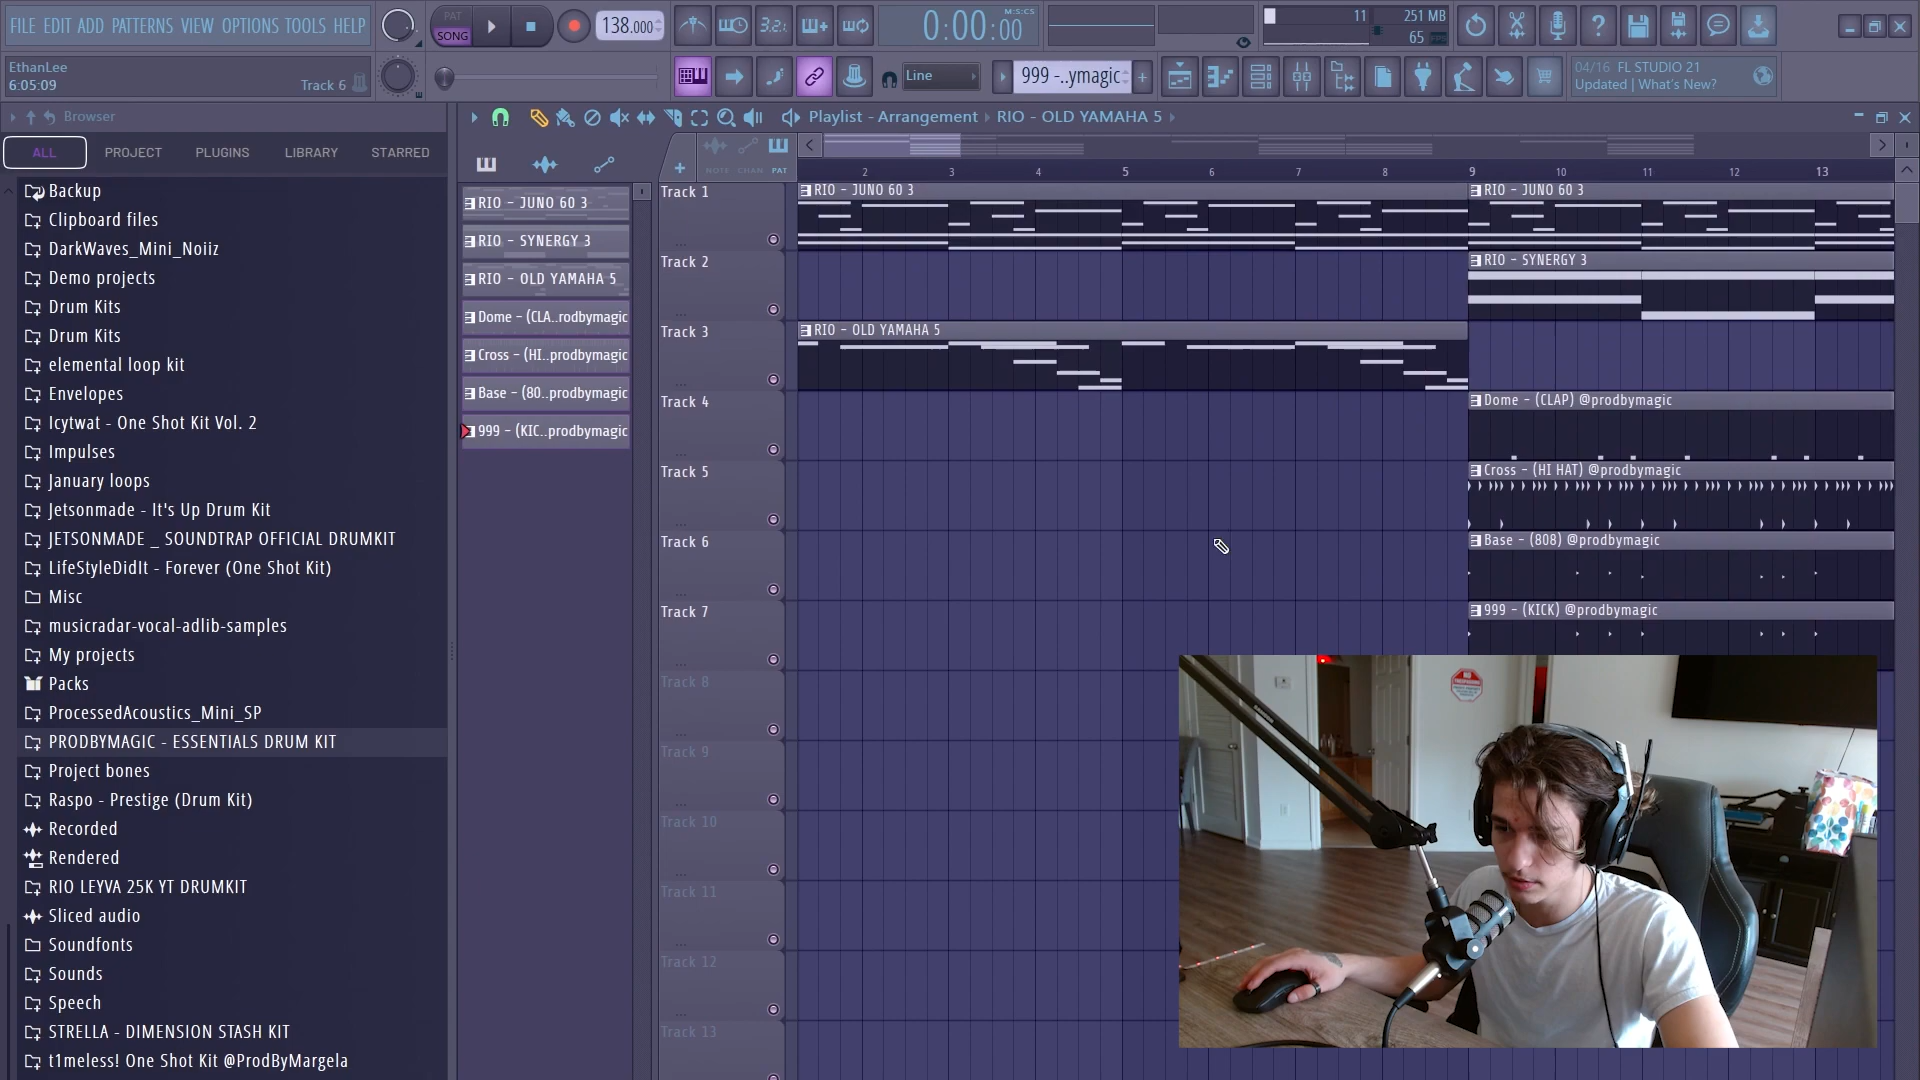 FILE EDIT ADD PATTERNS VIEW OPTIONS TOOLS HELP
PAT
SONG
138.000
3.2.1
0:00:00
M:S:CS
11
251 MB
65
EthanLee
6:05:09
Track 6
Line
999 -..ymagic
04/16 FL STUDIO 21
Updated | What's New?
Browser
Playlist - Arrangement
RIO - OLD YAMAHA 5
ALL
PROJECT
PLUGINS
LIBRARY
STARRED
NOTE
CHAN
PAT
2
3
4
5
6
7
8
9
10
11
12
13
Backup
Clipboard files
DarkWaves_Mini_Noiiz
Demo projects
Drum Kits
Drum Kits
elemental loop kit
Envelopes
Icytwat - One Shot Kit Vol. 2
Impulses
January loops
Jetsonmade - It's Up Drum Kit
JETSONMADE _ SOUNDTRAP OFFICIAL DRUMKIT
LifeStyleDidIt - Forever (One Shot Kit)
Misc
musicradar-vocal-adlib-samples
My projects
Packs
ProcessedAcoustics_Mini_SP
PRODBYMAGIC - ESSENTIALS DRUM KIT
Project bones
Raspo - Prestige (Drum Kit)
Recorded
Rendered
RIO LEYVA 25K YT DRUMKIT
Sliced audio
Soundfonts
Sounds
Speech
STRELLA - DIMENSION STASH KIT
t1meless! One Shot Kit @ProdByMargela
RIO - JUNO 60 3
RIO - SYNERGY 3
RIO - OLD YAMAHA 5
Dome - (CLA..rodbymagic
Cross - (HI..prodbymagic
Base - (80..prodbymagic
999 - (KIC..prodbymagic
Track 1
RIO - JUNO 60 3
RIO - JUNO 60 3
Track 2
RIO - SYNERGY 3
Track 3
RIO - OLD YAMAHA 5
Track 4
Dome - (CLAP) @prodbymagic
Track 5
Cross - (HI HAT) @prodbymagic
Track 6
Base - (808) @prodbymagic
Track 7
999 - (KICK) @prodbymagic
Track 8
Track 9
Track 10
Track 11
Track 12
Track 13